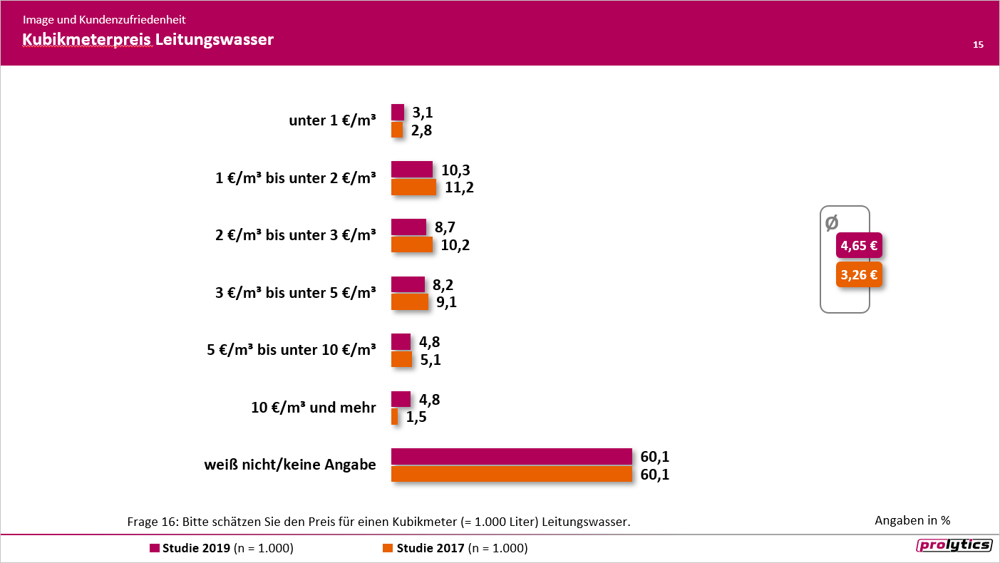 Image und Kundenzufriedenheit
Kubikmeterpreis Leitungswasser
15
unter 1 €/m³
3,1
2,8
1 €/m³ bis unter 2 €/m³
10,3
11,2
2 €/m³ bis unter 3 €/m³
8,7
10,2
Ø
4,65 €
3,26 €
3 €/m³ bis unter 5 €/m³
8,2
9,1
5 €/m³ bis unter 10 €/m³
4,8
5,1
10 €/m³ und mehr
4,8
1,5
weiß nicht/keine Angabe
60,1
60,1
Frage 16: Bitte schätzen Sie den Preis für einen Kubikmeter (= 1.000 Liter) Leitungswasser.
Angaben in %
Studie 2019 (n = 1.000)
Studie 2017 (n = 1.000)
prolytics